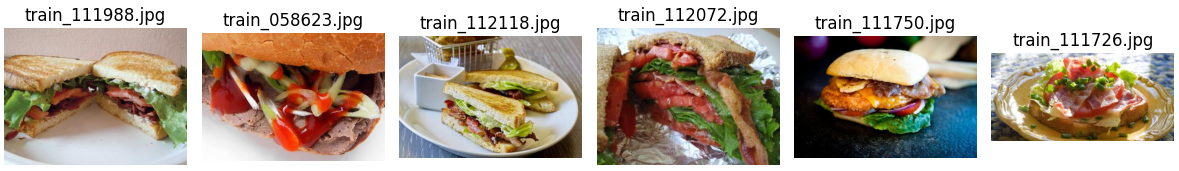 train_111988.jpg
train_058623.jpg
train_112118.jpg
train_112072.jpg
train_111750.jpg
train_111726.jpg